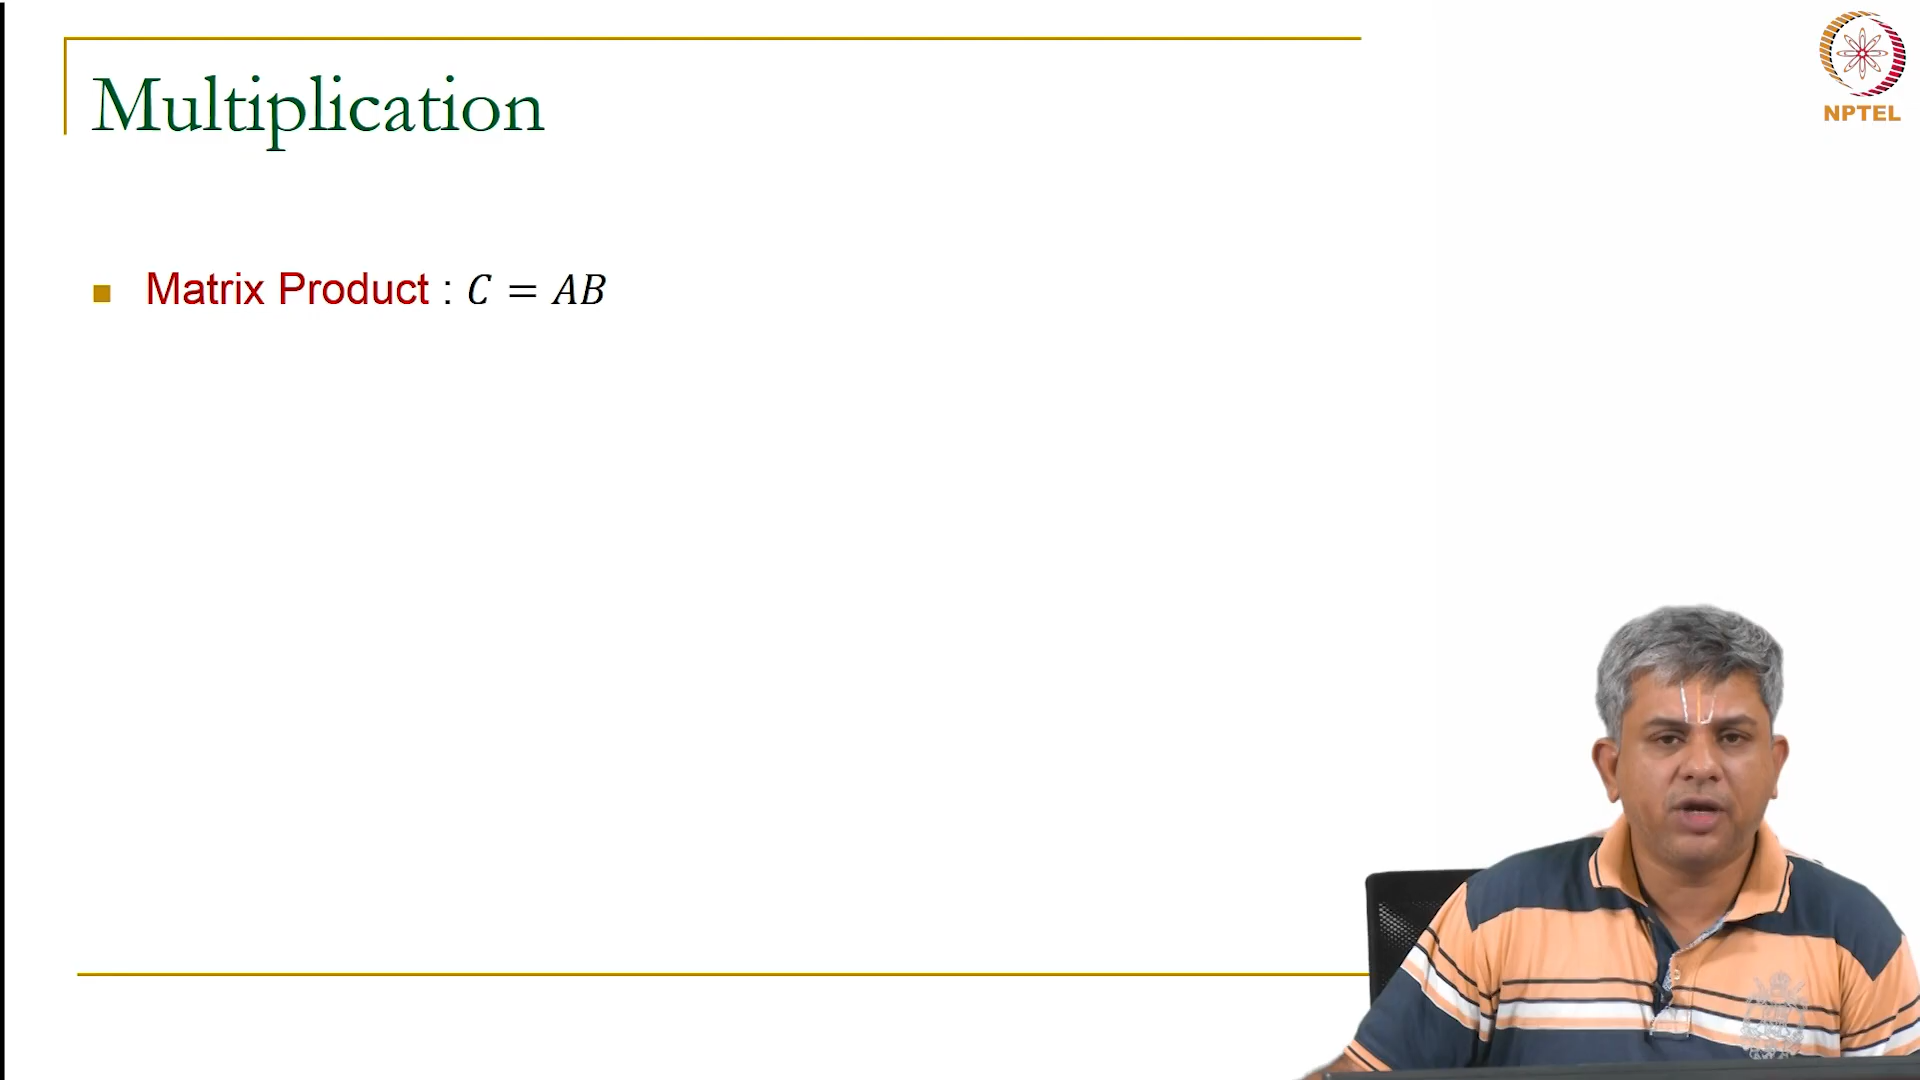 Multiplication
NPTEL
Matrix Product : C = AB